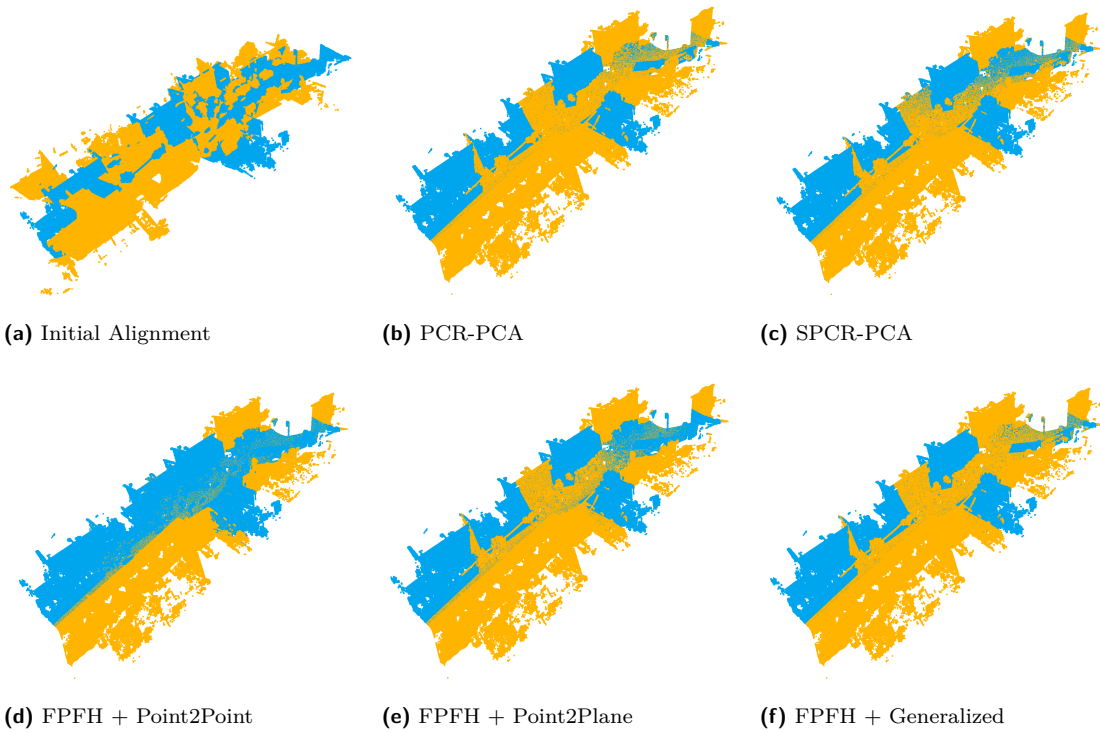 (a) Initial Alignment
(b) PCR-PCA
(c) SPCR-PCA
(d) FPFH + Point2Point
(e) FPFH + Point2Plane
(f) FPFH + Generalized